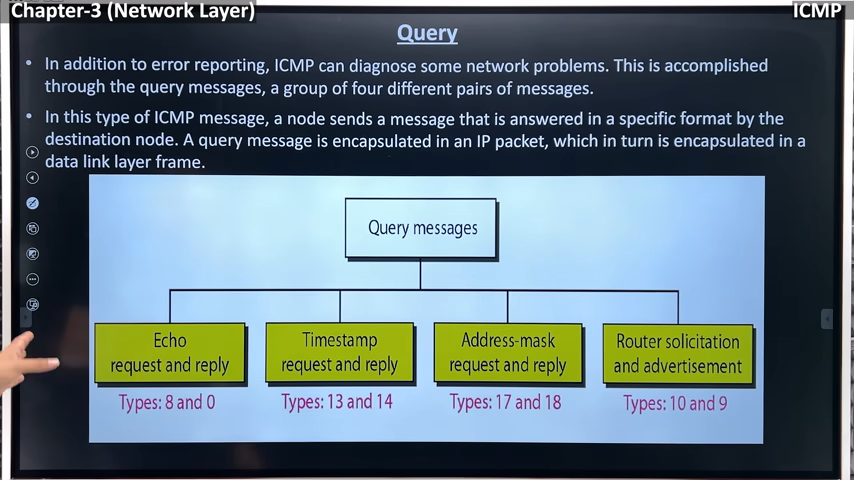 Chapter-3 (Network Layer)
ICMP
Query
• In addition to error reporting, ICMP can diagnose some network problems. This is accomplished
through the query messages, a group of four different pairs of messages.
• In this type of ICMP message, a node sends a message that is answered in a specific format by the
destination node. A query message is encapsulated in an IP packet, which in turn is encapsulated in a
data link layer frame.
Query messages
Echo
request and reply
Timestamp
request and reply
Address-mask
request and reply
Router solicitation
and advertisement
Types: 8 and 0
Types: 13 and 14
Types: 17 and 18
Types: 10 and 9